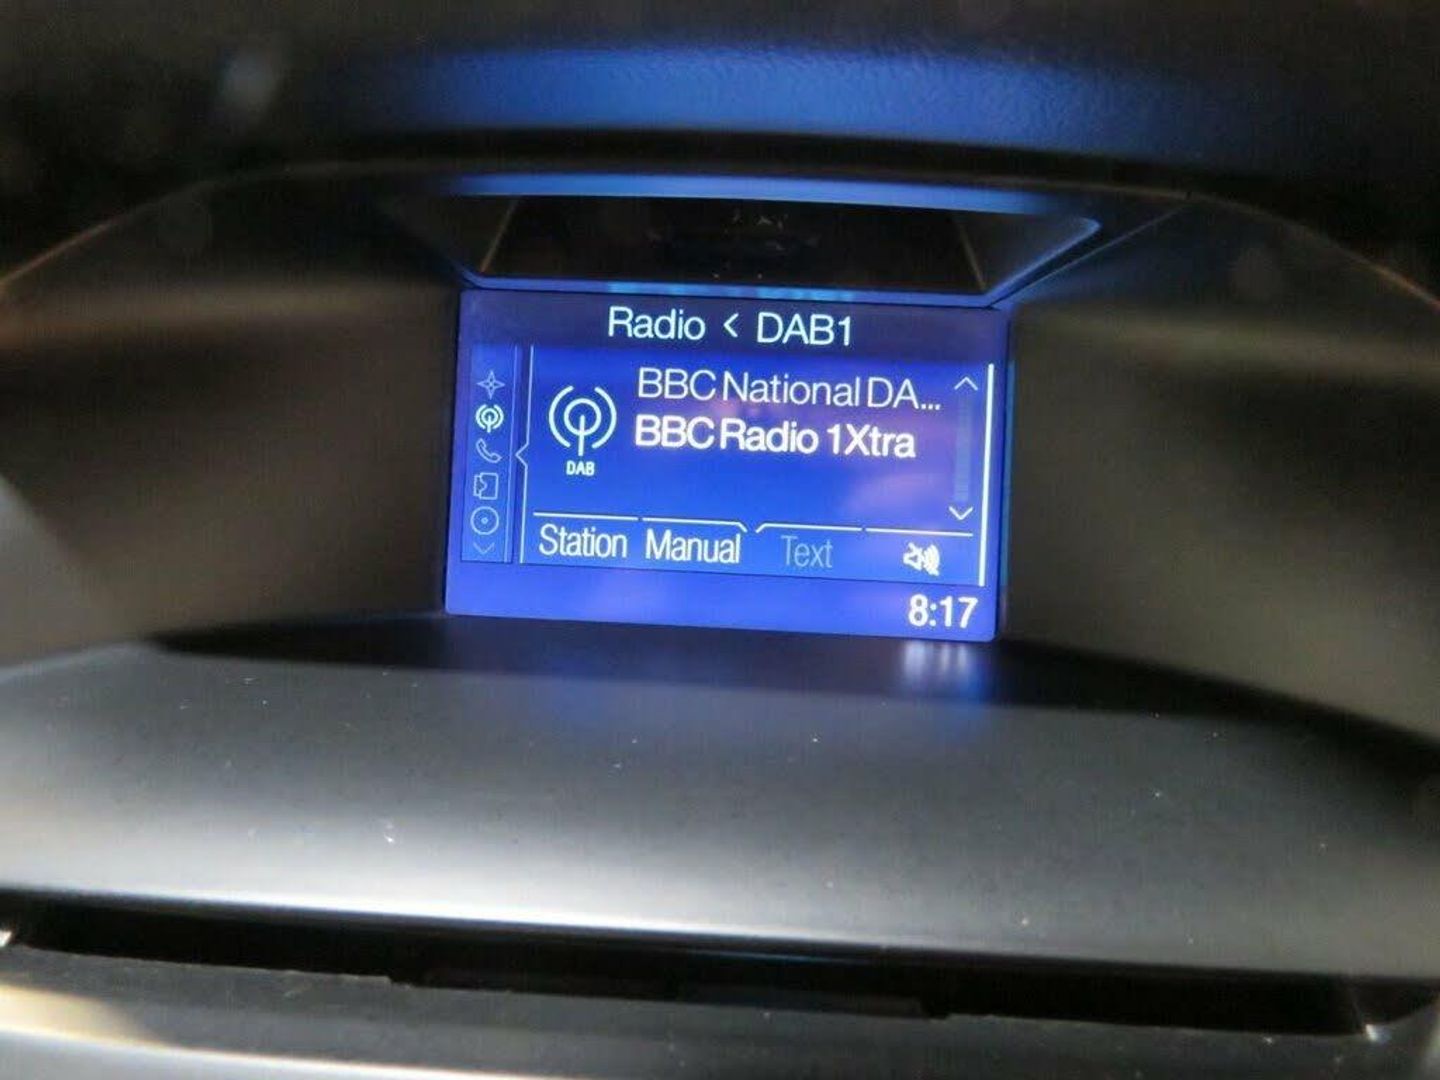 Radio < DAB1
BBC National DA...
BBC Radio 1Xtra
DAB
Station Manual Text
8:17